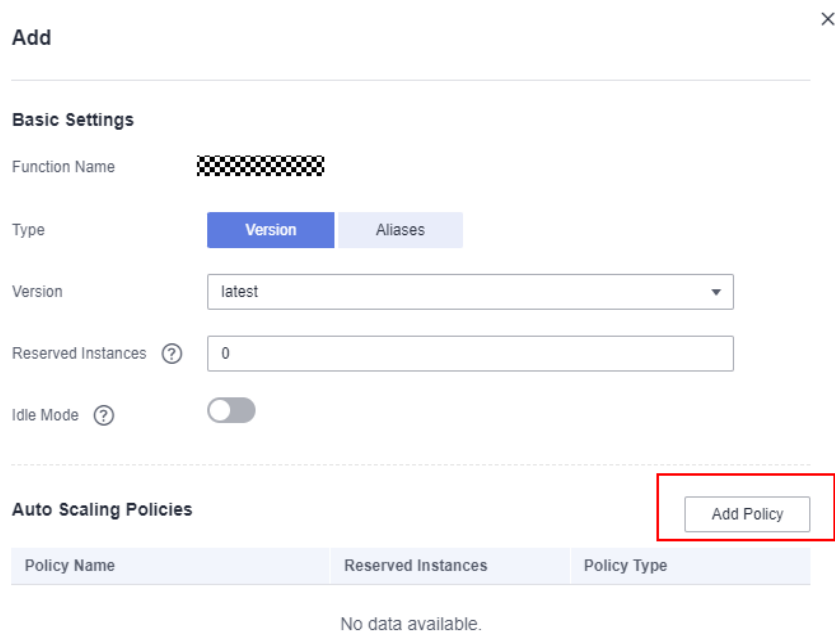 Add
Basic Settings
Function Name
Type Version Aliases
Version latest
Reserved Instances ? 0
Idle Mode ?
Auto Scaling Policies Add Policy
Policy Name Reserved Instances Policy Type
No data available.